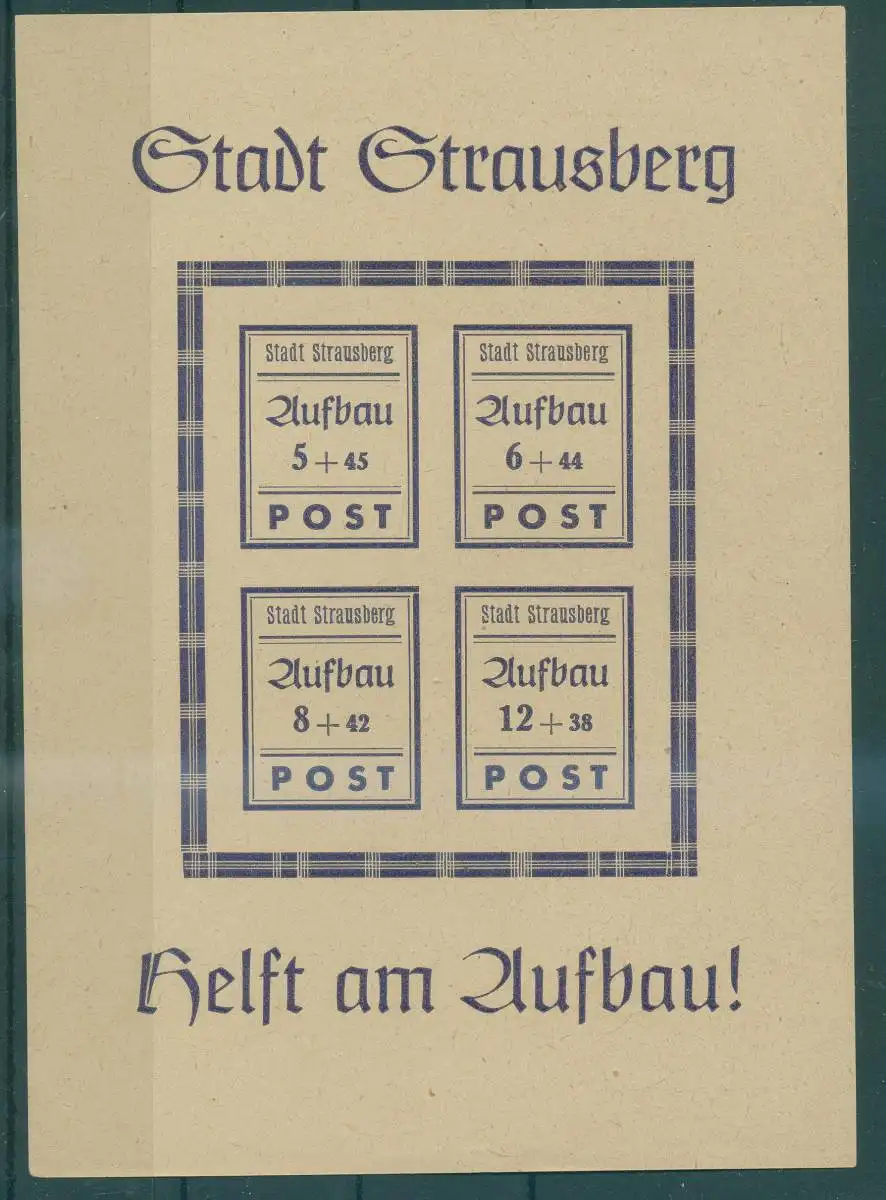 Stadt Strausberg
Stadt Strausberg
Aufbau
5+45
POST
Stadt Strausberg
Aufbau
6+44
POST
Stadt Strausberg
Aufbau
8+42
POST
Stadt Strausberg
Aufbau
12+38
POST
Helft am Aufbau!